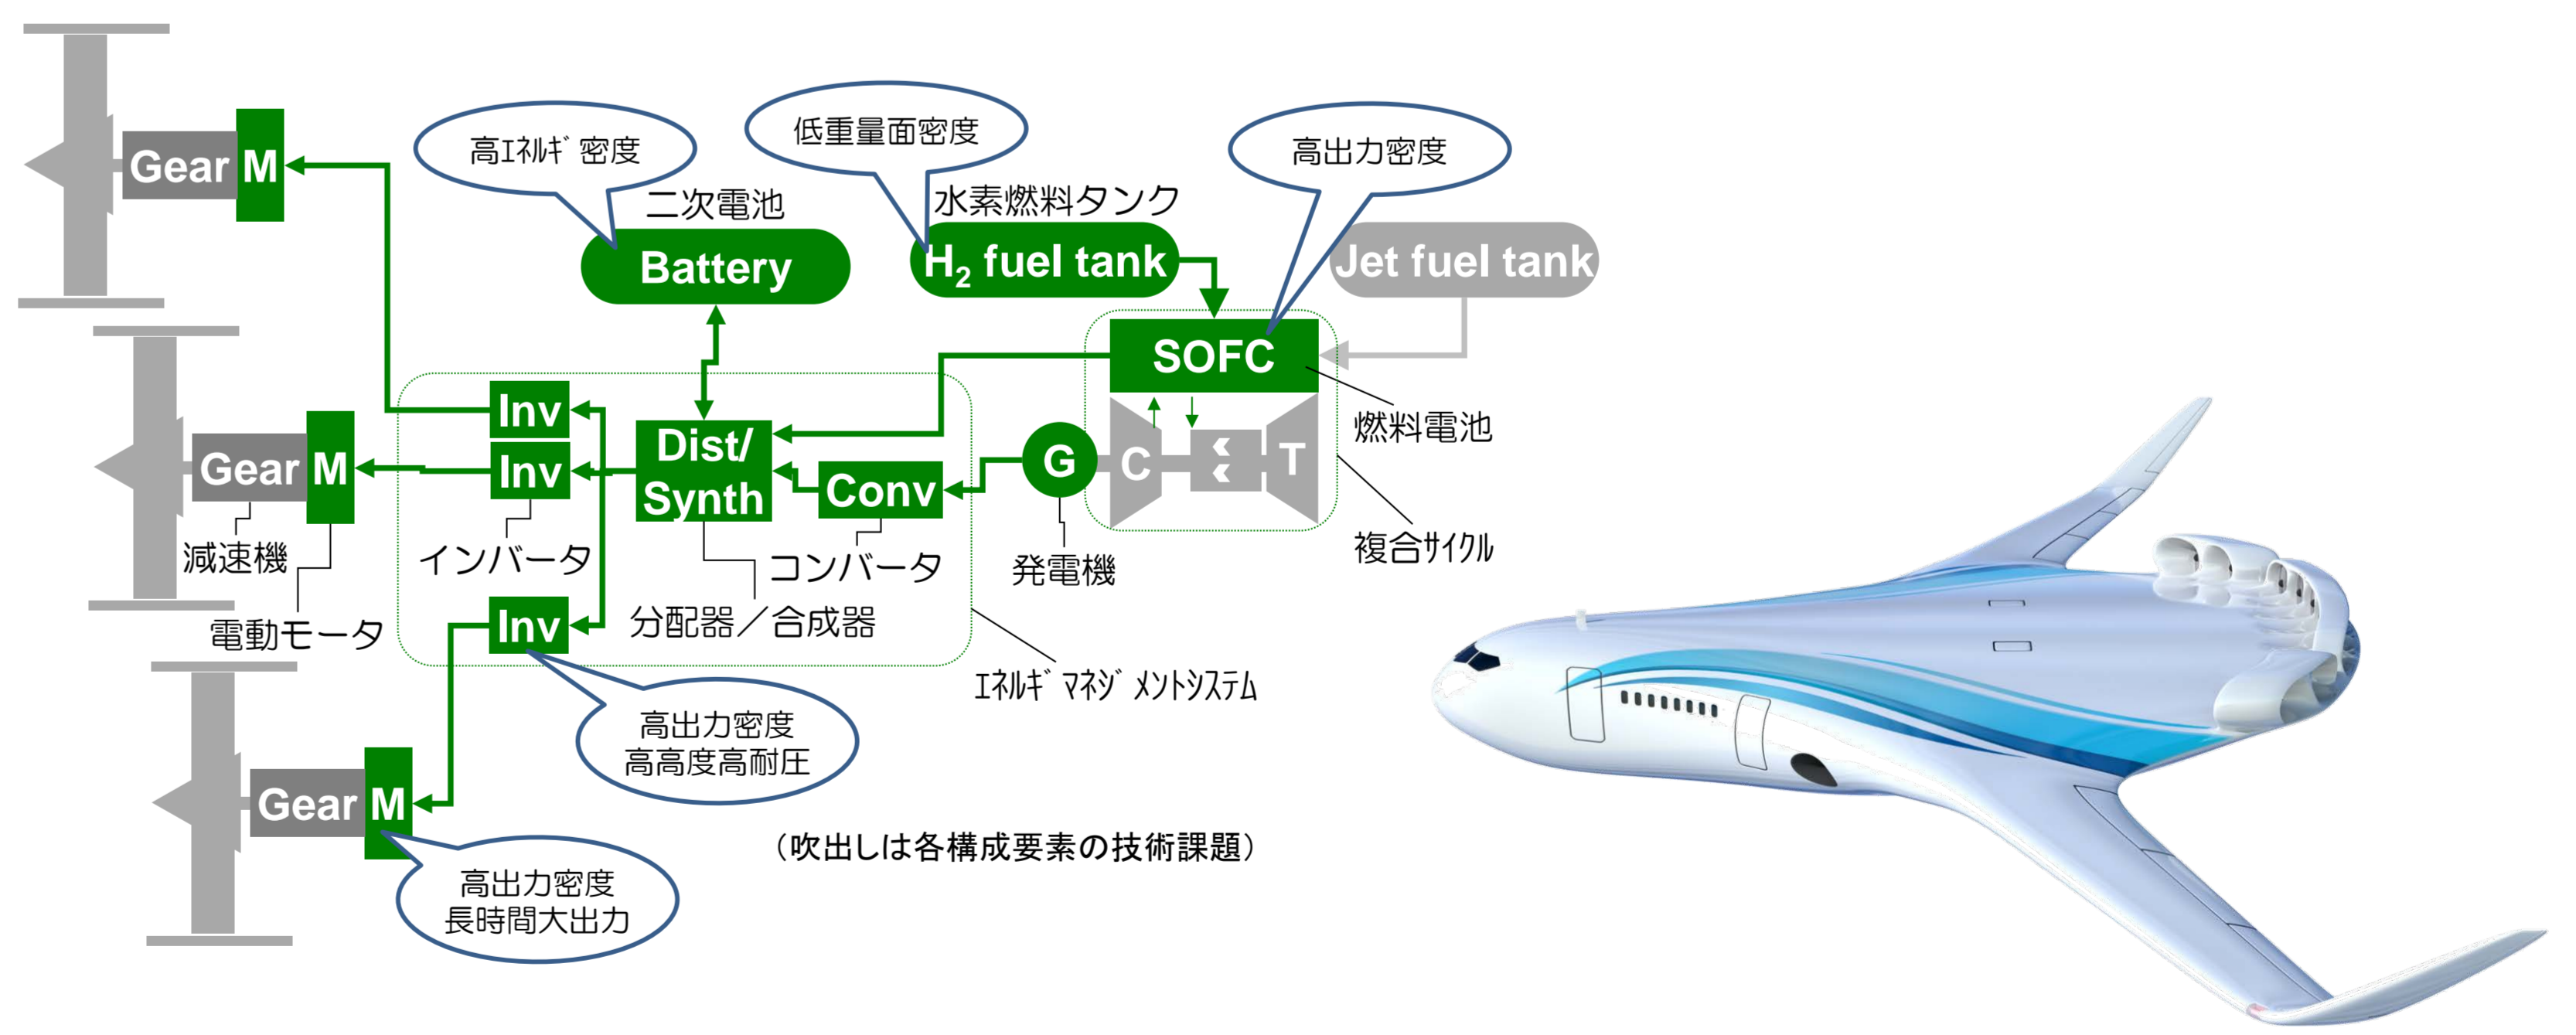 Gear M
高ｴﾈﾙｷﾞ密度
低重量面密度
高出力密度
二次電池
水素燃料タンク
Battery
H₂ fuel tank
Jet fuel tank
SOFC
燃料電池
Inv
Dist/
Synth
Gear M
Inv
Conv
G
C
T
複合ｻｲｸﾙ
減速機
インバータ
コンバータ
発電機
電動モータ
Inv
分配器／合成器
ｴﾈﾙｷﾞﾏﾈｼﾞﾒﾝﾄｼｽﾃﾑ
高出力密度
高高度高耐圧
Gear M
（吹出しは各構成要素の技術課題）
高出力密度
長時間大出力